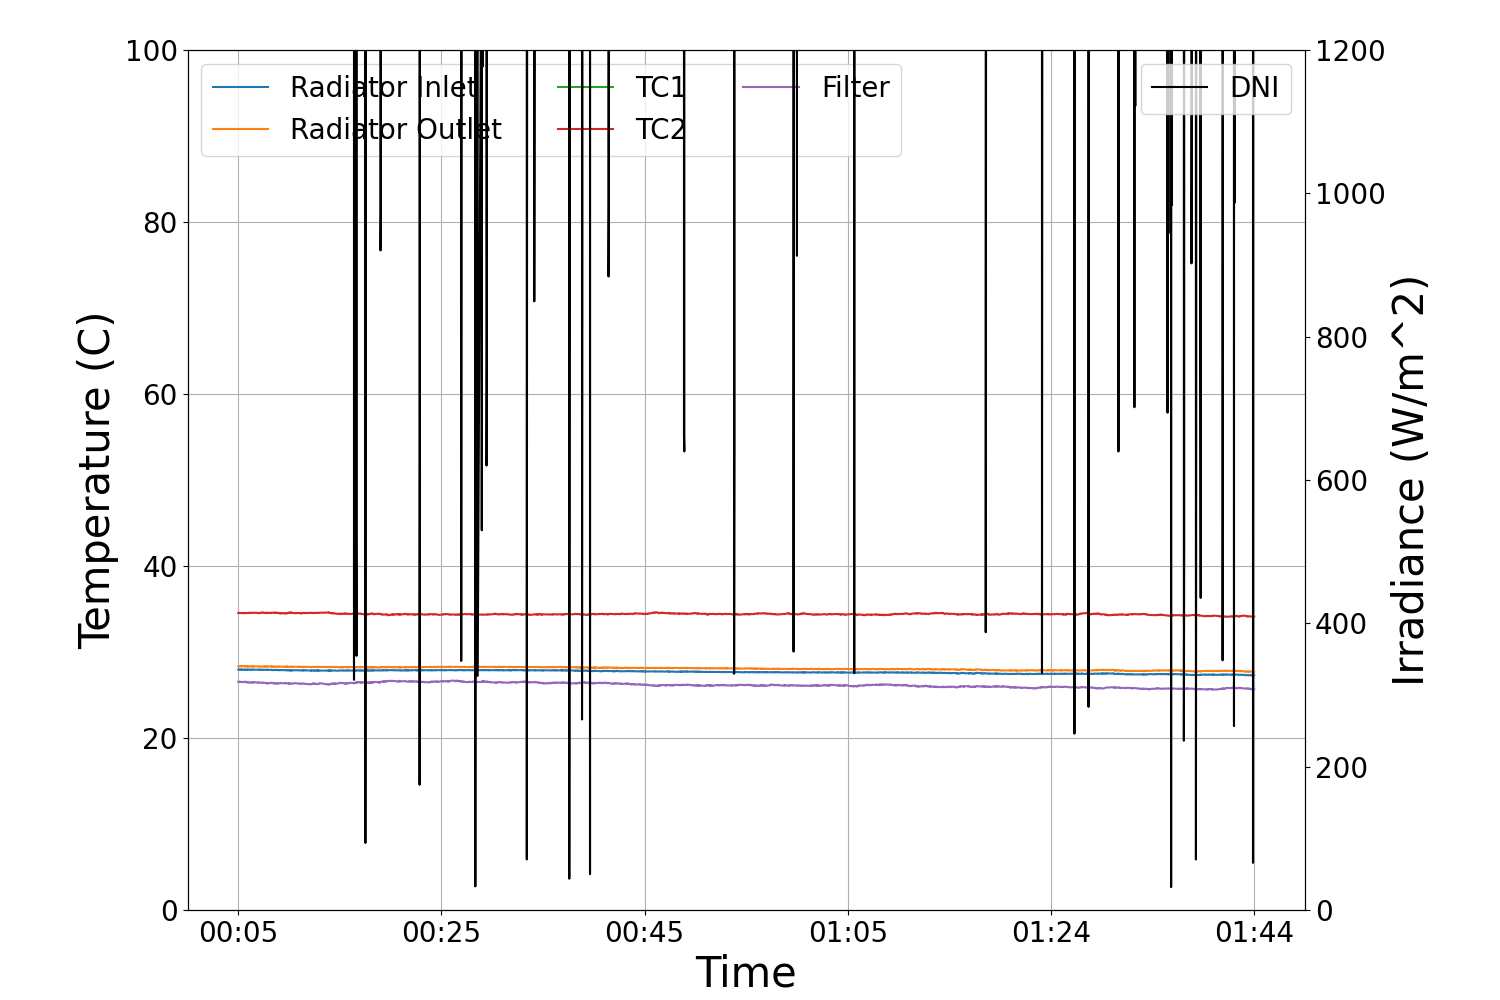 Radiator Inlet
Radiator Outlet
TC1
TC2
Filter
DNI
Temperature (C)
100
80
60
40
20
0
Irradiance (W/m^2)
1200
1000
800
600
400
200
0
00:05 00:25 00:45 01:05 01:24 01:44
Time